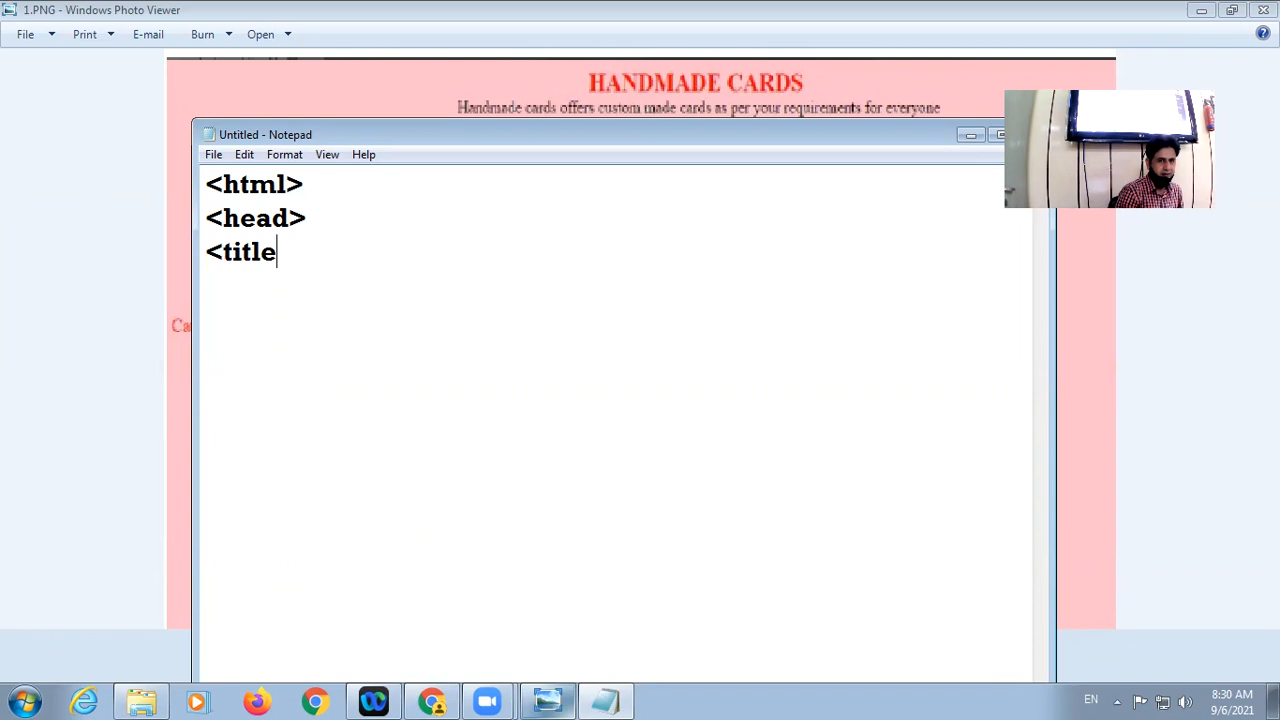 1.PNG - Windows Photo Viewer
File Print E-mail Burn Open
HANDMADE CARDS
Handmade cards offers custom made cards as per your requirements for everyone
Untitled - Notepad
File Edit Format View Help
<html>
<head>
<title
Ca
EN
8:30 AM
9/6/2021